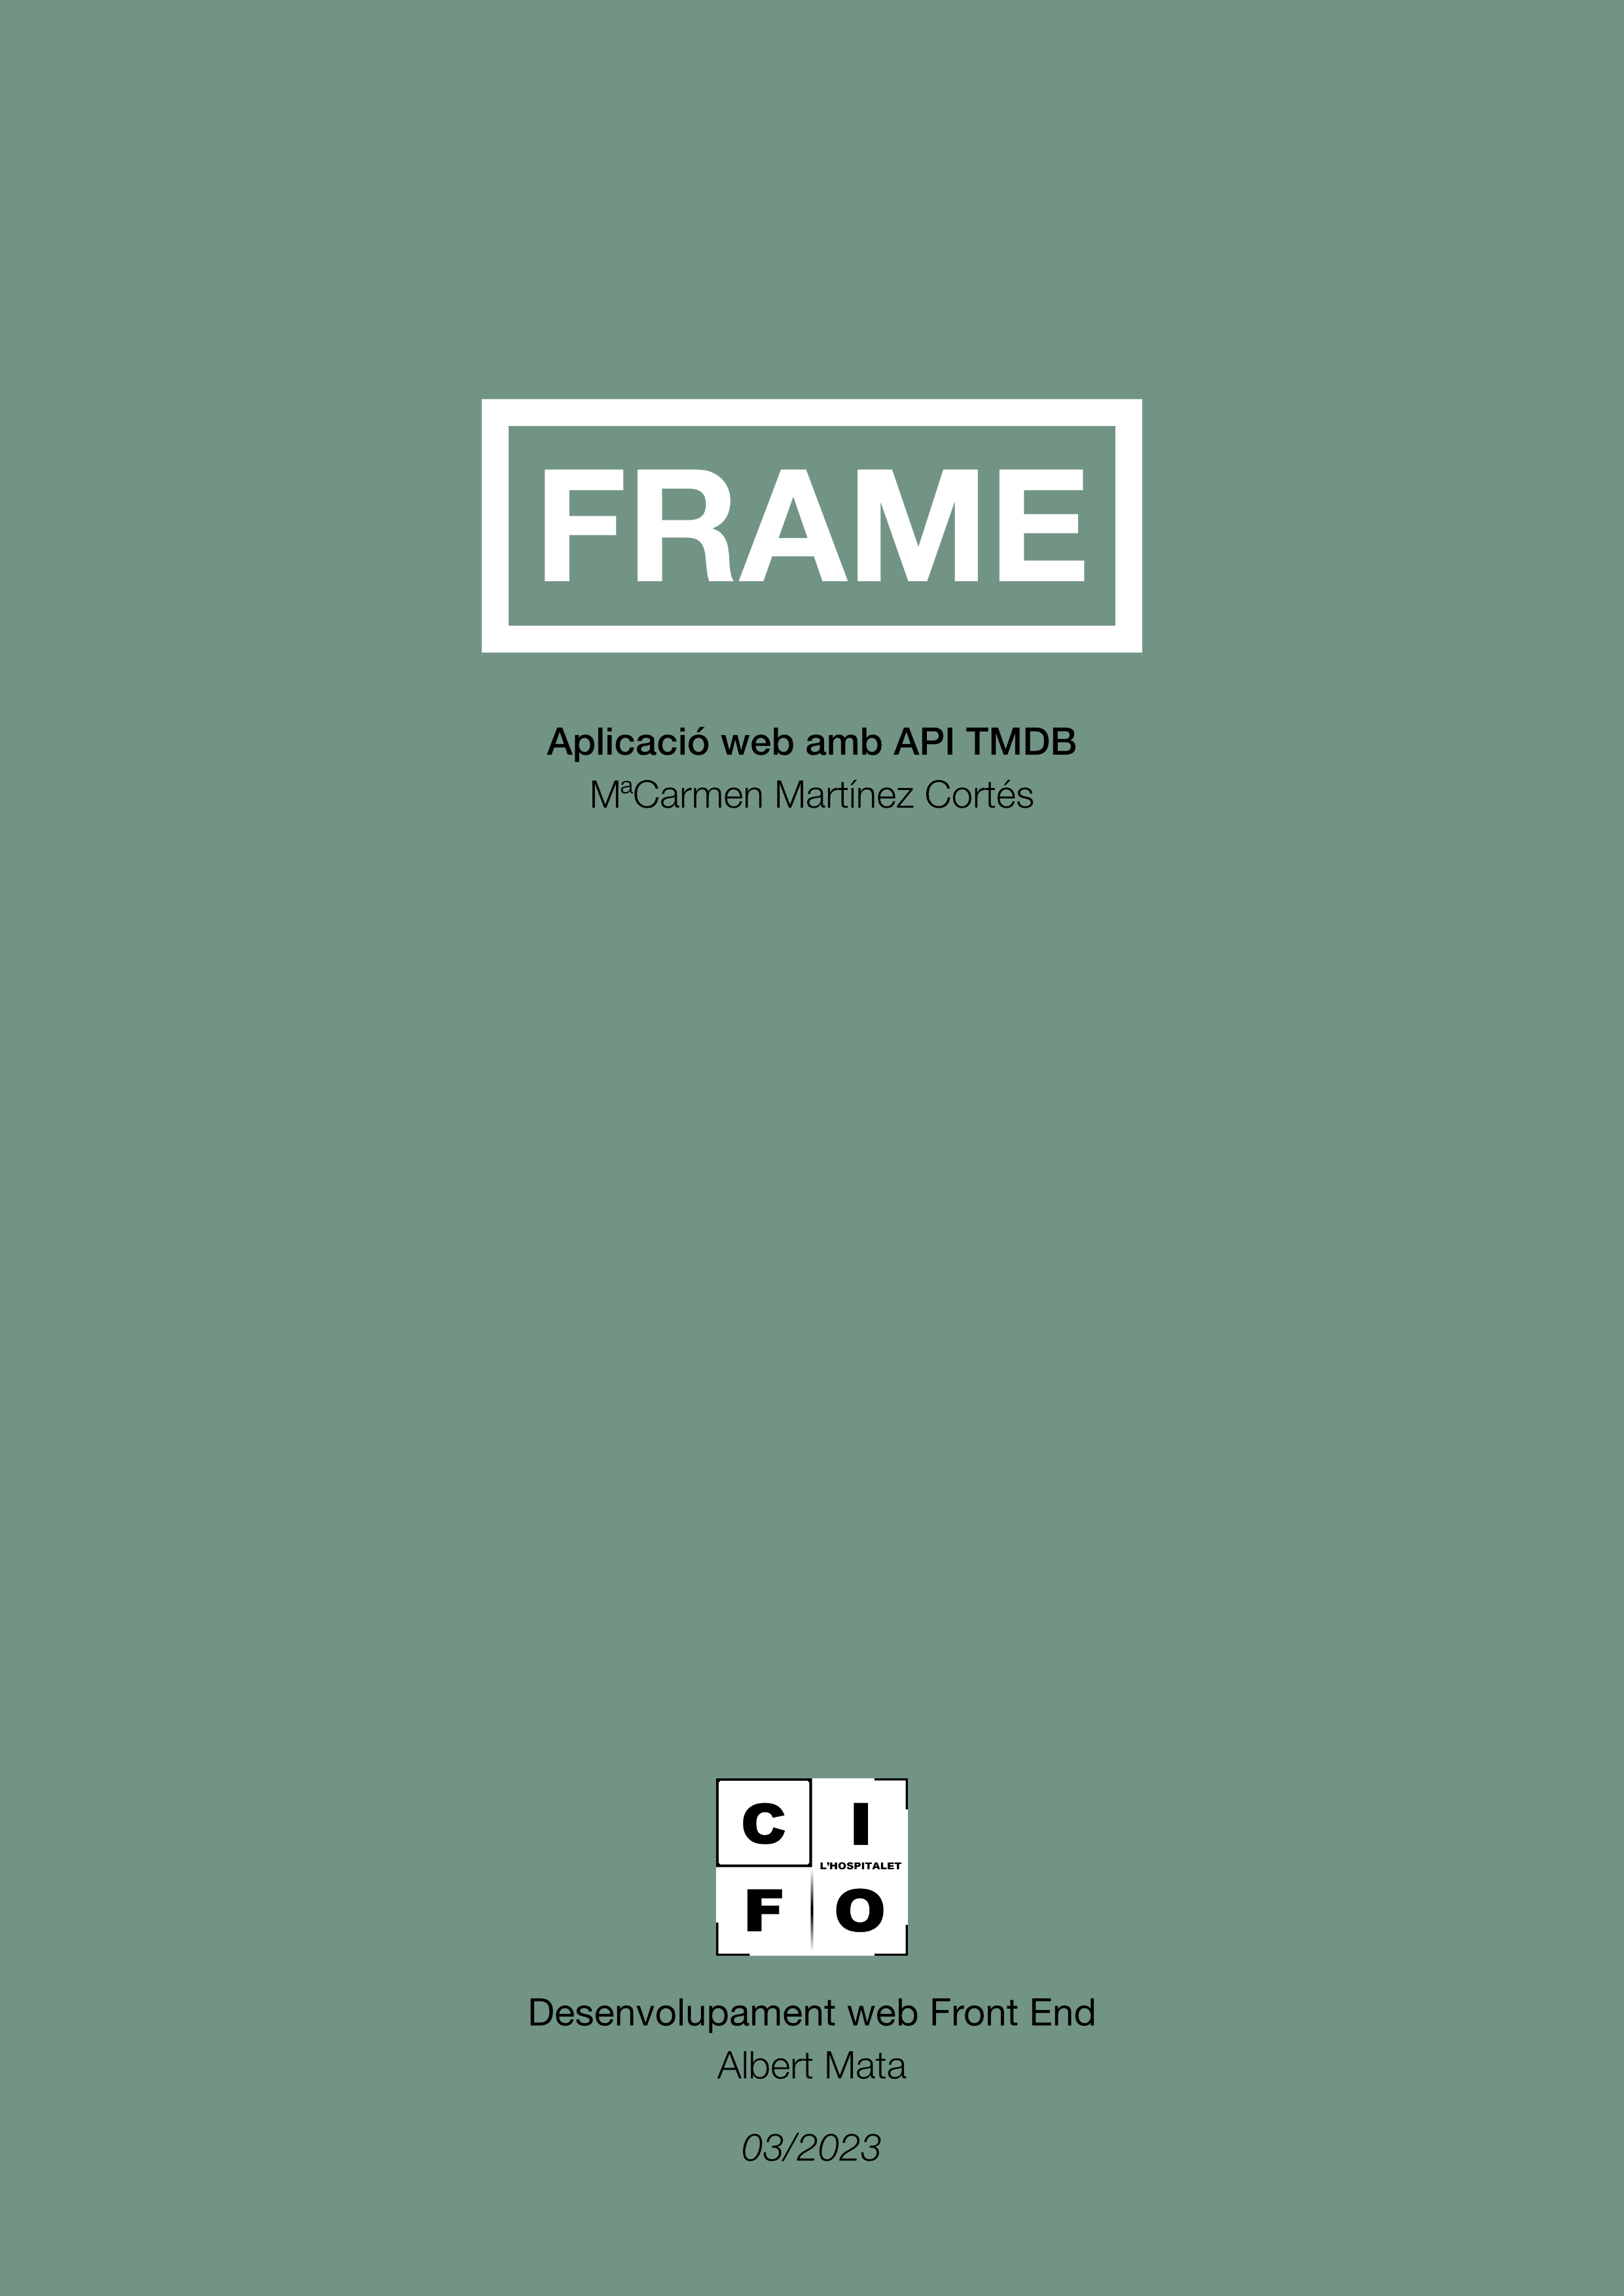 FRAME
Aplicació web amb API TMDB
MªCarmen Martínez Cortés
C I
L'HOSPITALET
F O
Desenvolupament web Front End
Albert Mata
03/2023